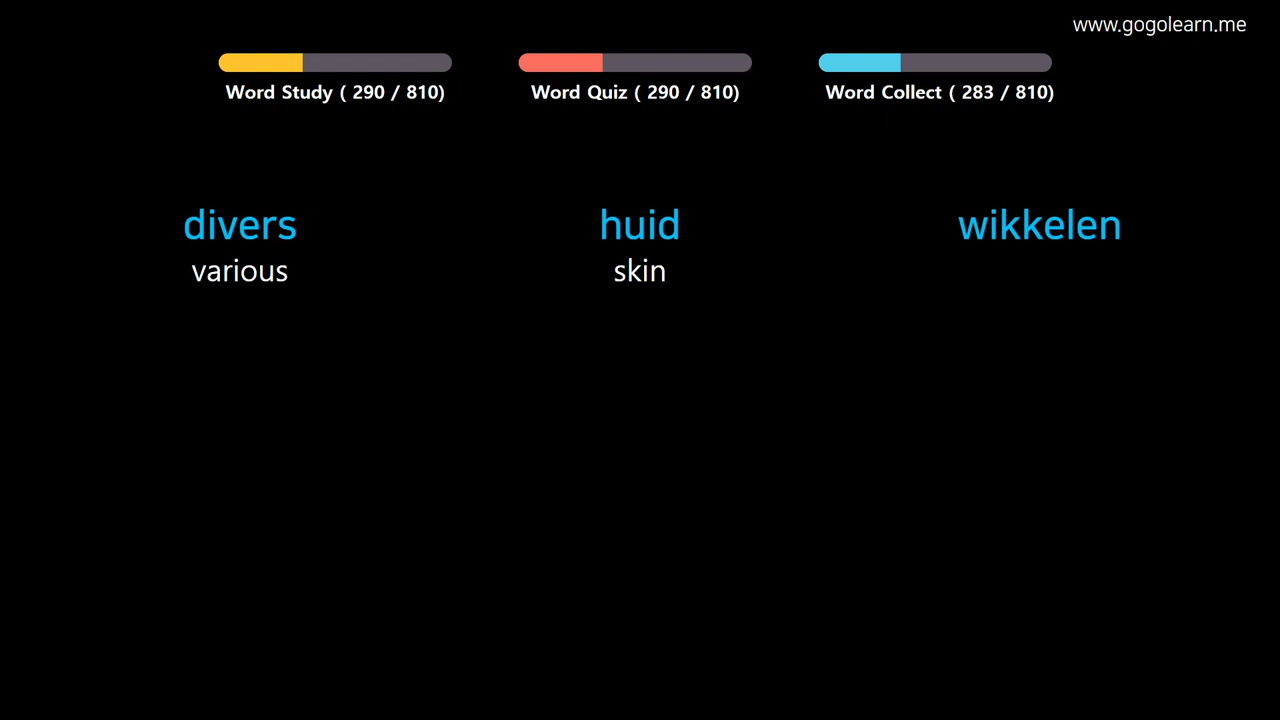 www.gogolearn.me
Word Study ( 290 / 810)
Word Quiz ( 290 / 810)
Word Collect ( 283 / 810)
divers
various
huid
skin
wikkelen